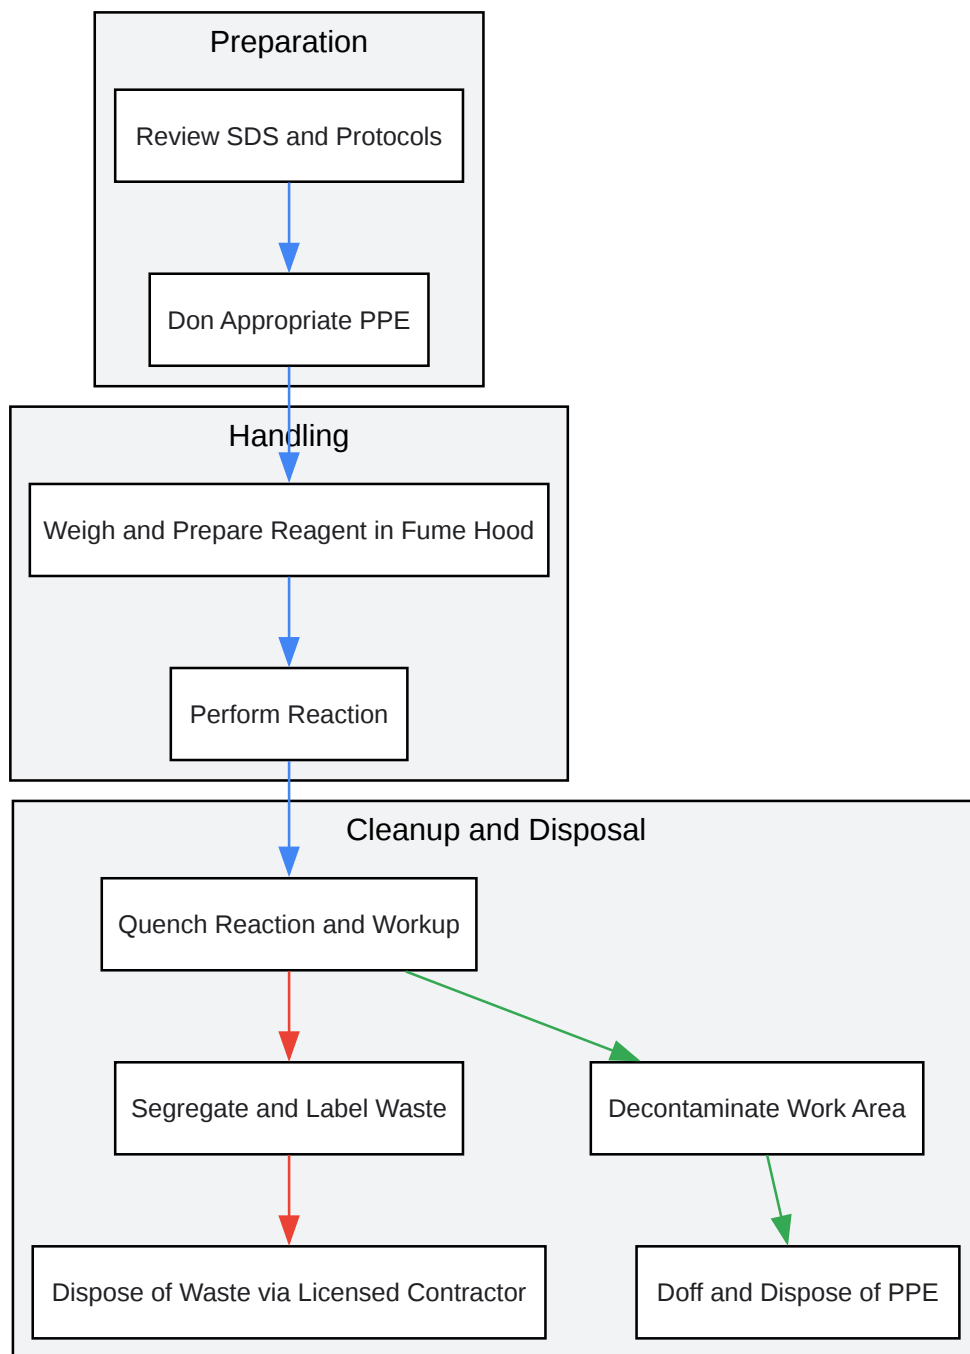 Preparation
Review SDS and Protocols
Don Appropriate PPE
Handling
Weigh and Prepare Reagent in Fume Hood
Perform Reaction
Cleanup and Disposal
Quench Reaction and Workup
Segregate and Label Waste
Decontaminate Work Area
Dispose of Waste via Licensed Contractor
Doff and Dispose of PPE